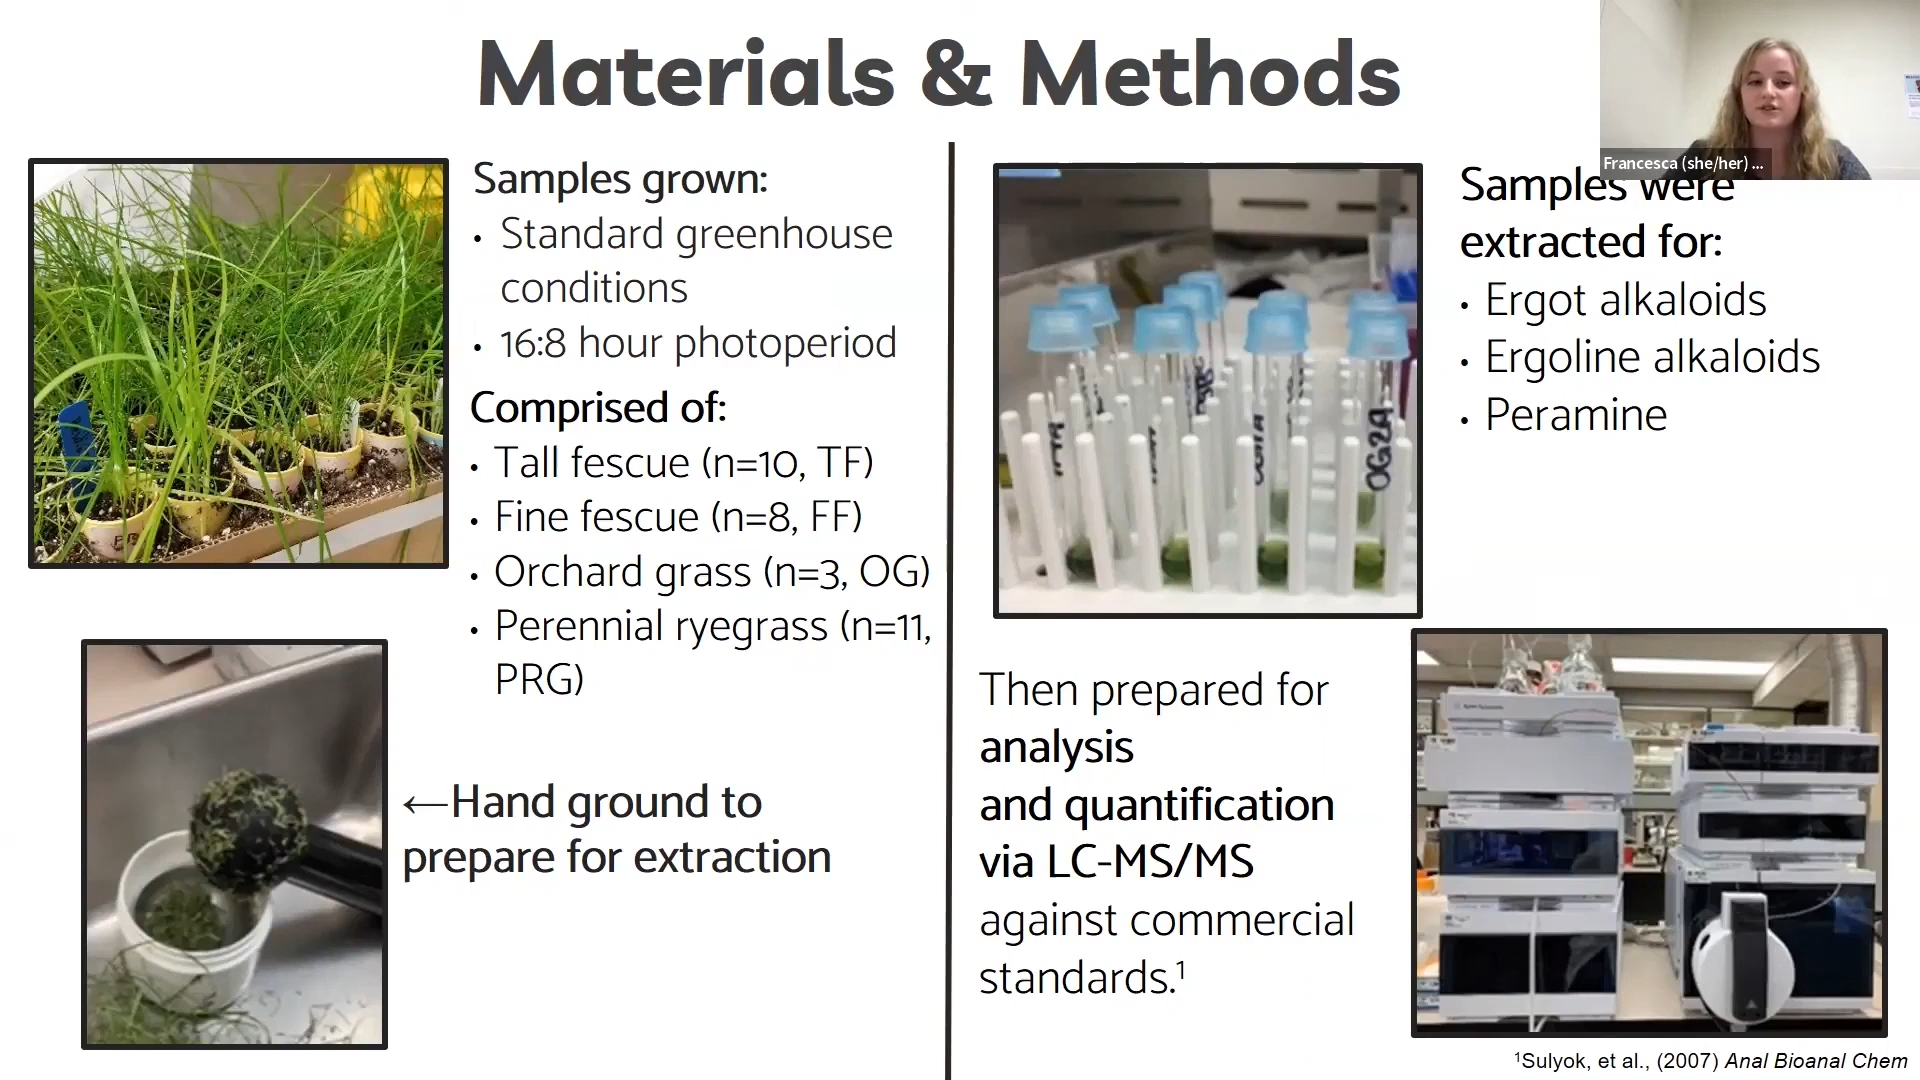 Materials & Methods
Francesca (she/her) ...
Samples grown:
• Standard greenhouse
conditions
• 16:8 hour photoperiod
Comprised of:
• Tall fescue (n=10, TF)
• Fine fescue (n=8, FF)
• Orchard grass (n=3, OG)
• Perennial ryegrass (n=11,
PRG)
←Hand ground to
prepare for extraction
OG2A
Samples were
extracted for:
• Ergot alkaloids
• Ergoline alkaloids
• Peramine
Then prepared for
analysis
and quantification
via LC-MS/MS
against commercial
standards.¹
¹Sulyok, et al., (2007) Anal Bioanal Chem